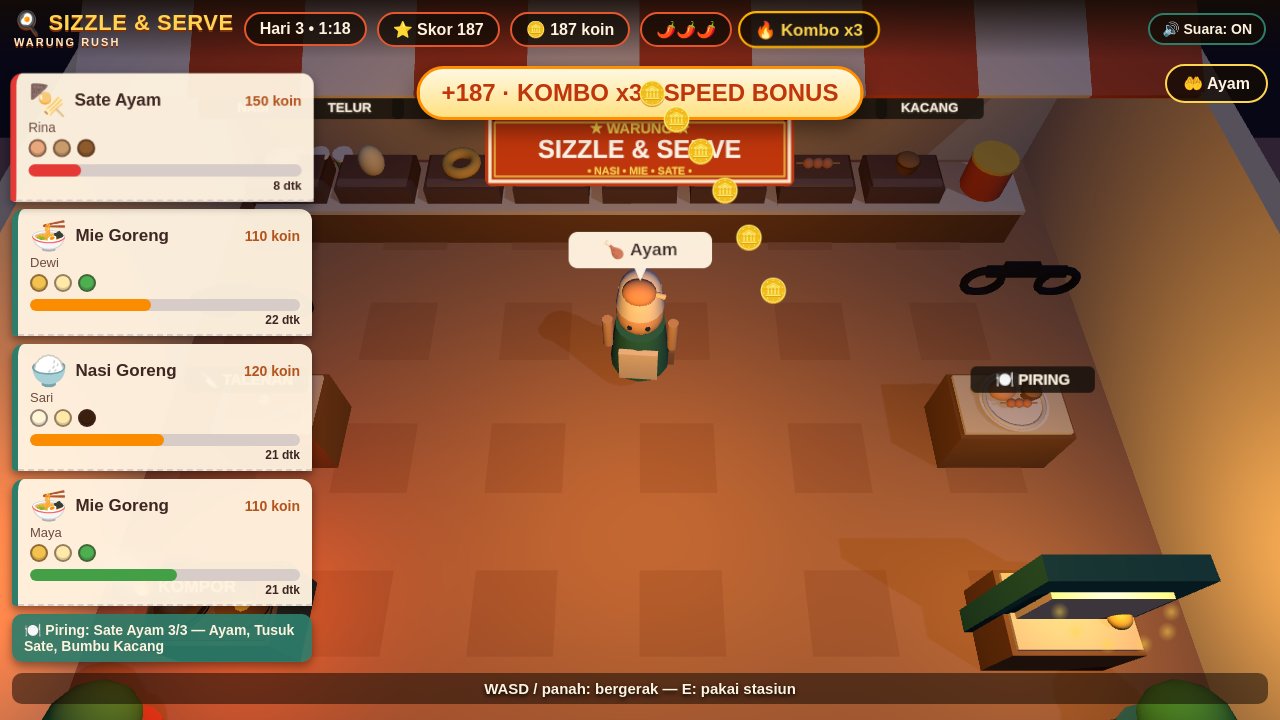 SIZZLE & SERVE
WARUNG RUSH
Hari 3 • 1:18
Skor 187
187 koin
Kombo x3
Suara: ON
Ayam
+187 · KOMBO x3 SPEED BONUS
TELUR
KACANG
WARUNG
SIZZLE & SERVE
• NASI • MIE • SATE •
Sate Ayam 150 koin
Rina
8 dtk
Mie Goreng 110 koin
Dewi
22 dtk
Nasi Goreng 120 koin
Sari
21 dtk
Mie Goreng 110 koin
Maya
21 dtk
Ayam
TALENAN
PIRING
KOMPOR
Piring: Sate Ayam 3/3 — Ayam, Tusuk
Sate, Bumbu Kacang
WASD / panah: bergerak — E: pakai stasiun